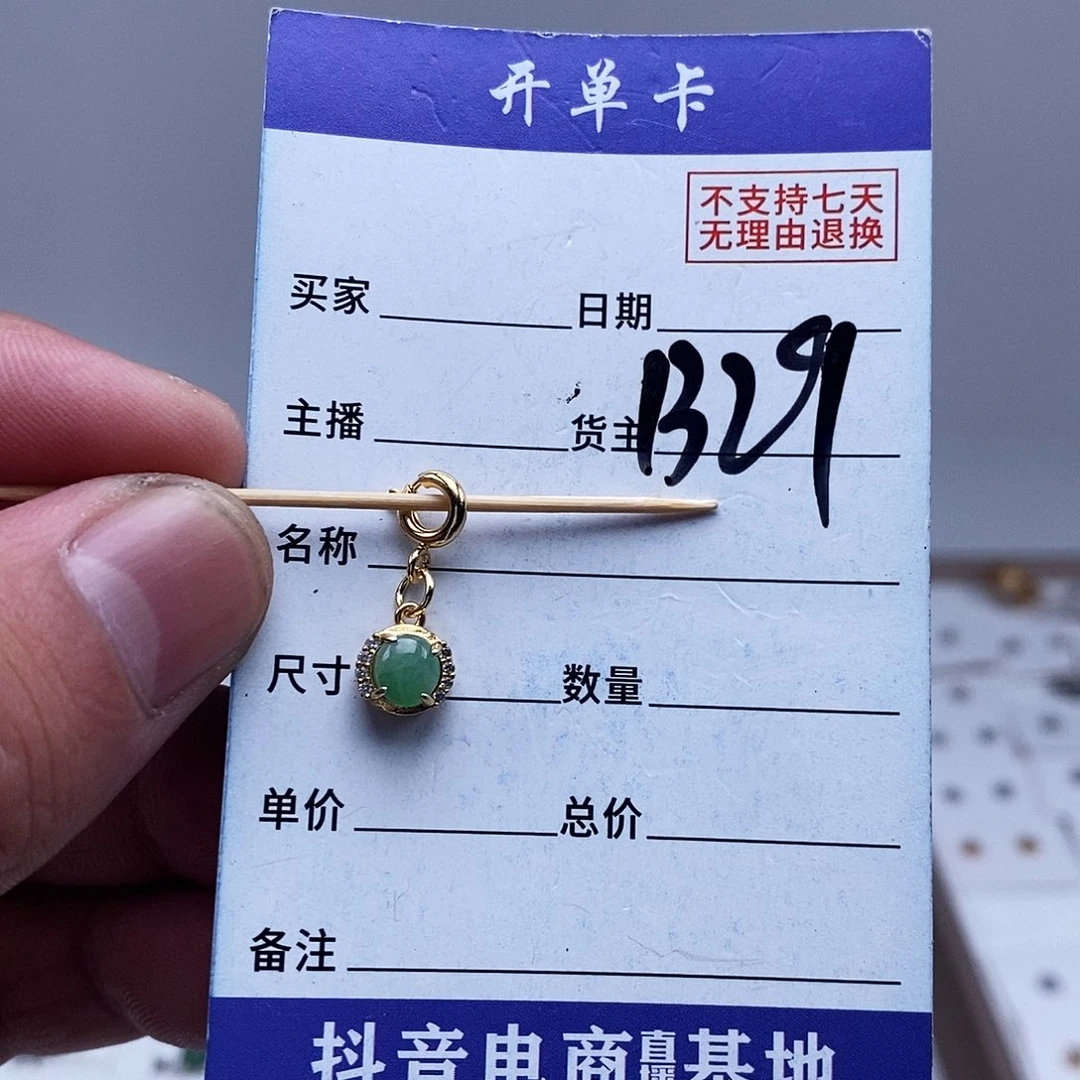 开单卡
不支持七天
无理由退换
买家 日期
主播 货主 B29
名称
尺寸 数量
单价 总价
备注
抖音电商直播基地